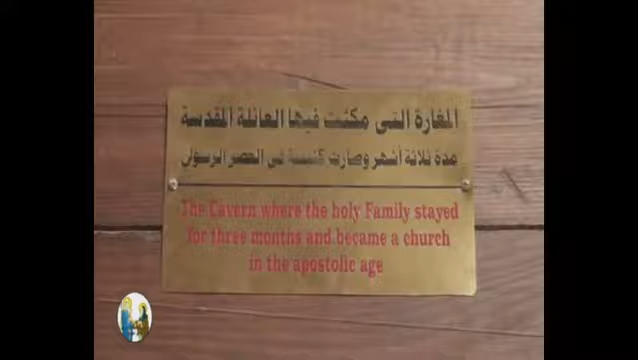 المغارة التى مكثت فيها العائلة المقدسة
مدة ثلاثة أشهر وصارت كنيسة فى العصر الرسولى
The Cavern where the holy Family stayed
for three months and became a church
in the apostolic age